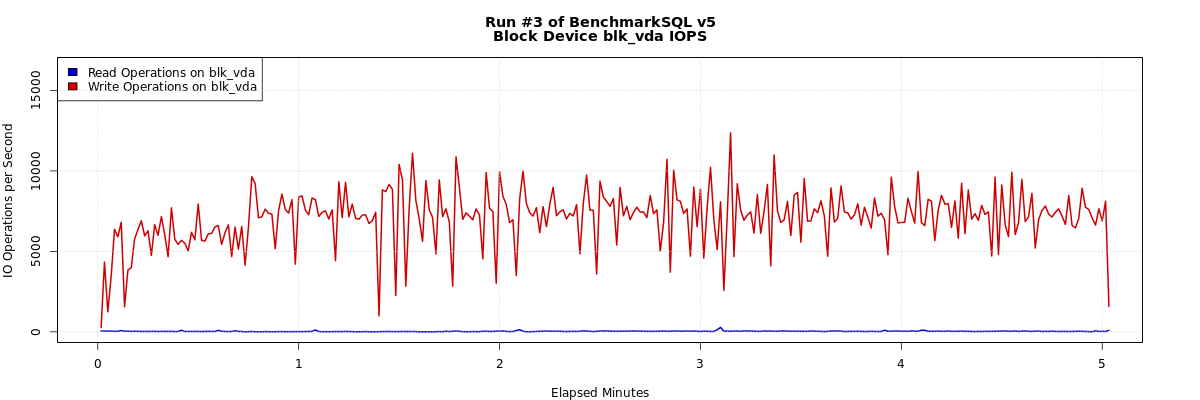 Run #3 of BenchmarkSQL v5
Block Device blk_vda IOPS
Read Operations on blk_vda
Write Operations on blk_vda
IO Operations per Second
15000
10000
5000
0
0 1 2 3 4 5
Elapsed Minutes